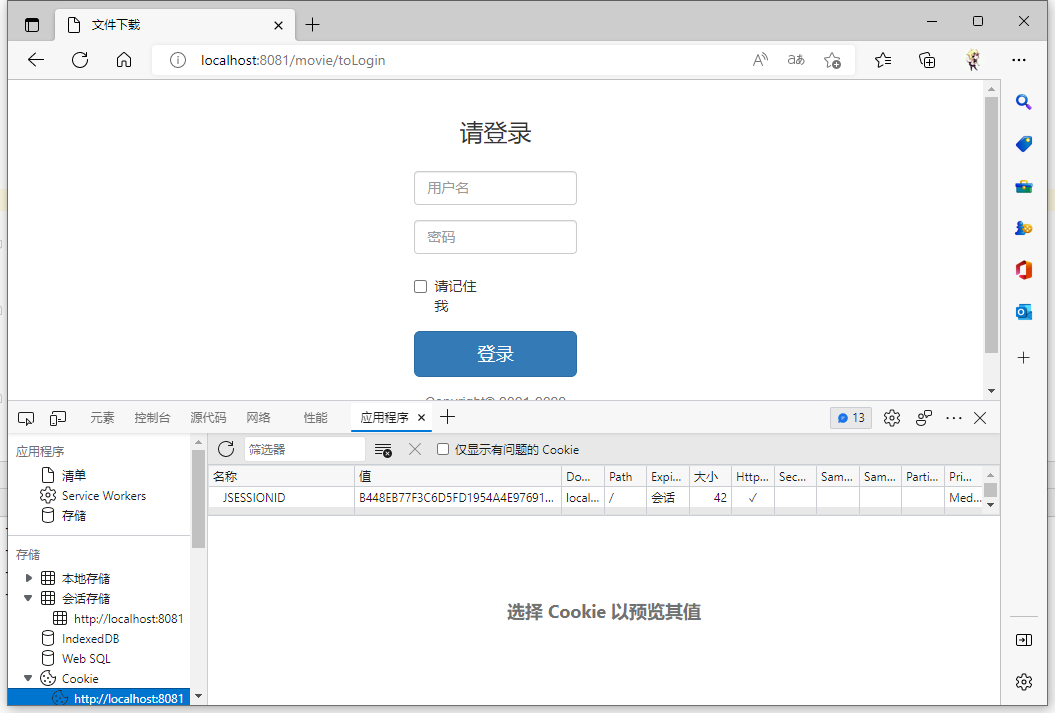 文件下载
localhost:8081/movie/toLogin
请登录
用户名
密码
请记住
我
登录
元素 控制台 源代码 网络 性能 应用程序 13
应用程序
清单
Service Workers
存储
存储
本地存储
会话存储
http://localhost:8081
IndexedDB
Web SQL
Cookie
http://localhost:8081
筛选器 仅显示有问题的 Cookie
名称 值 Do... Path Expi... 大小 Http... Sec... Sam... Sam... Parti... Pri...
JSESSIONID B448EB77F3C6D5FD1954A4E97691... local... / 会话 42 ✓ Med...
选择 Cookie 以预览其值